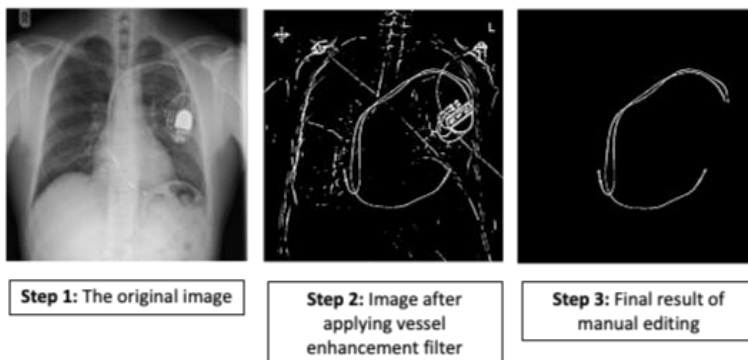 L
Step 1: The original image
Step 2: Image after
applying vessel
enhancement filter
Step 3: Final result of
manual editing